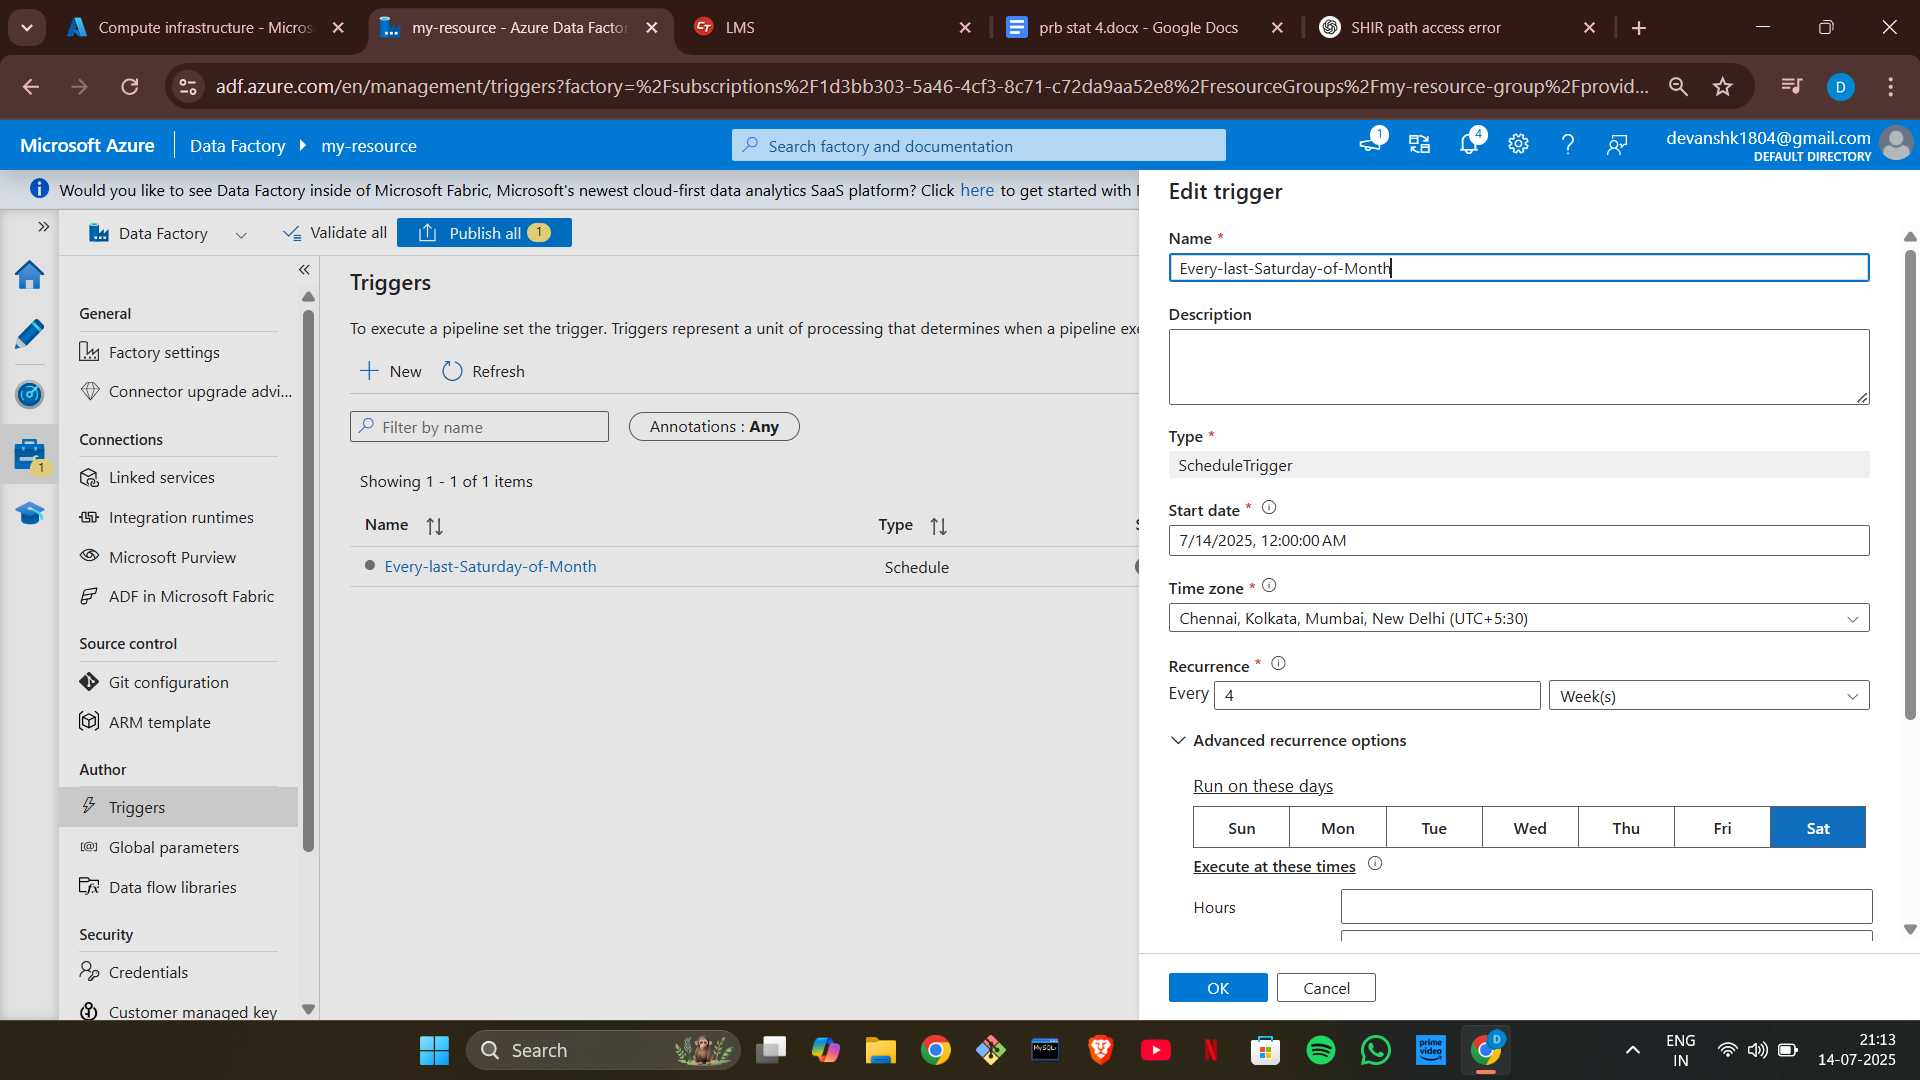 Compute infrastructure - Micros
my-resource - Azure Data Factor
LMS
prb stat 4.docx - Google Docs
SHIR path access error
adf.azure.com/en/management/triggers?factory=%2Fsubscriptions%2F1d3bb303-5a46-4cf3-8c71-c72da9aa52e8%2FresourceGroups%2Fmy-resource-group%2Fprovid...
D
Microsoft Azure
Data Factory
my-resource
Search factory and documentation
1
4
devanshk1804@gmail.com
DEFAULT DIRECTORY
Would you like to see Data Factory inside of Microsoft Fabric, Microsoft's newest cloud-first data analytics SaaS platform? Click here to get started with F
Data Factory
Validate all
Publish all 1
General
Factory settings
Connector upgrade advi...
Connections
Linked services
Integration runtimes
Microsoft Purview
ADF in Microsoft Fabric
Source control
Git configuration
ARM template
Author
Triggers
Global parameters
Data flow libraries
Security
Credentials
Customer managed key
1
Triggers
To execute a pipeline set the trigger. Triggers represent a unit of processing that determines when a pipeline exe
New
Refresh
Filter by name
Annotations : Any
Showing 1 - 1 of 1 items
Name
Type
Every-last-Saturday-of-Month
Schedule
Edit trigger
Name *
Every-last-Saturday-of-Month
Description
Type *
ScheduleTrigger
Start date *
7/14/2025, 12:00:00 AM
Time zone *
Chennai, Kolkata, Mumbai, New Delhi (UTC+5:30)
Recurrence *
Every 4 Week(s)
Advanced recurrence options
Run on these days
Sun Mon Tue Wed Thu Fri Sat
Execute at these times
Hours
OK
Cancel
Search
MySQL
N
prime video
D
ENG
IN
21:13
14-07-2025